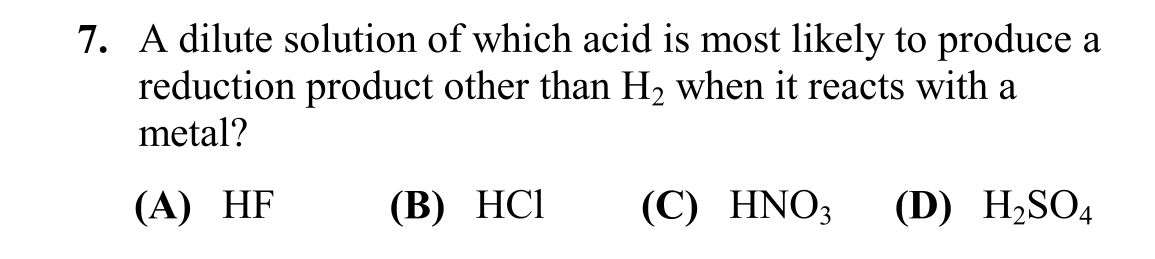 7. A dilute solution of which acid is most likely to produce a
reduction product other than H₂ when it reacts with a
metal?
(A) HF (B) HCl (C) HNO₃ (D) H₂SO₄